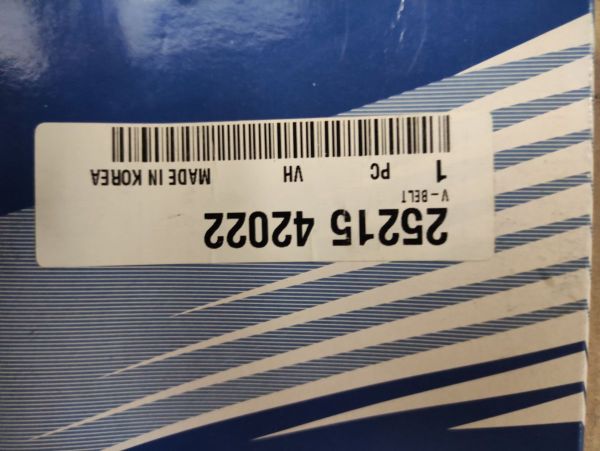 25215 42022
V-BELT
1 PC VH MADE IN KOREA